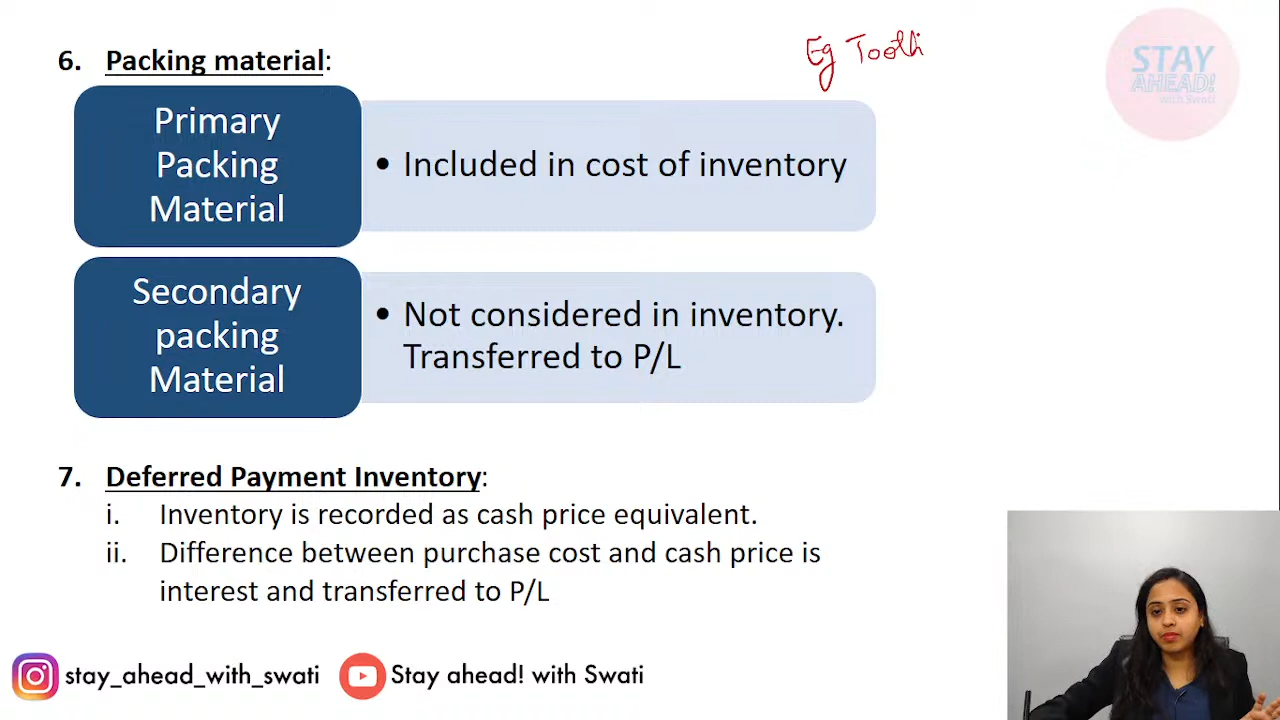 6. Packing material:
Eg Tooth
STAY
AHEAD!
with Swati
Primary
Packing
Material
• Included in cost of inventory
Secondary
packing
Material
• Not considered in inventory.
Transferred to P/L
7. Deferred Payment Inventory:
i. Inventory is recorded as cash price equivalent.
ii. Difference between purchase cost and cash price is
interest and transferred to P/L
stay_ahead_with_swati
Stay ahead! with Swati